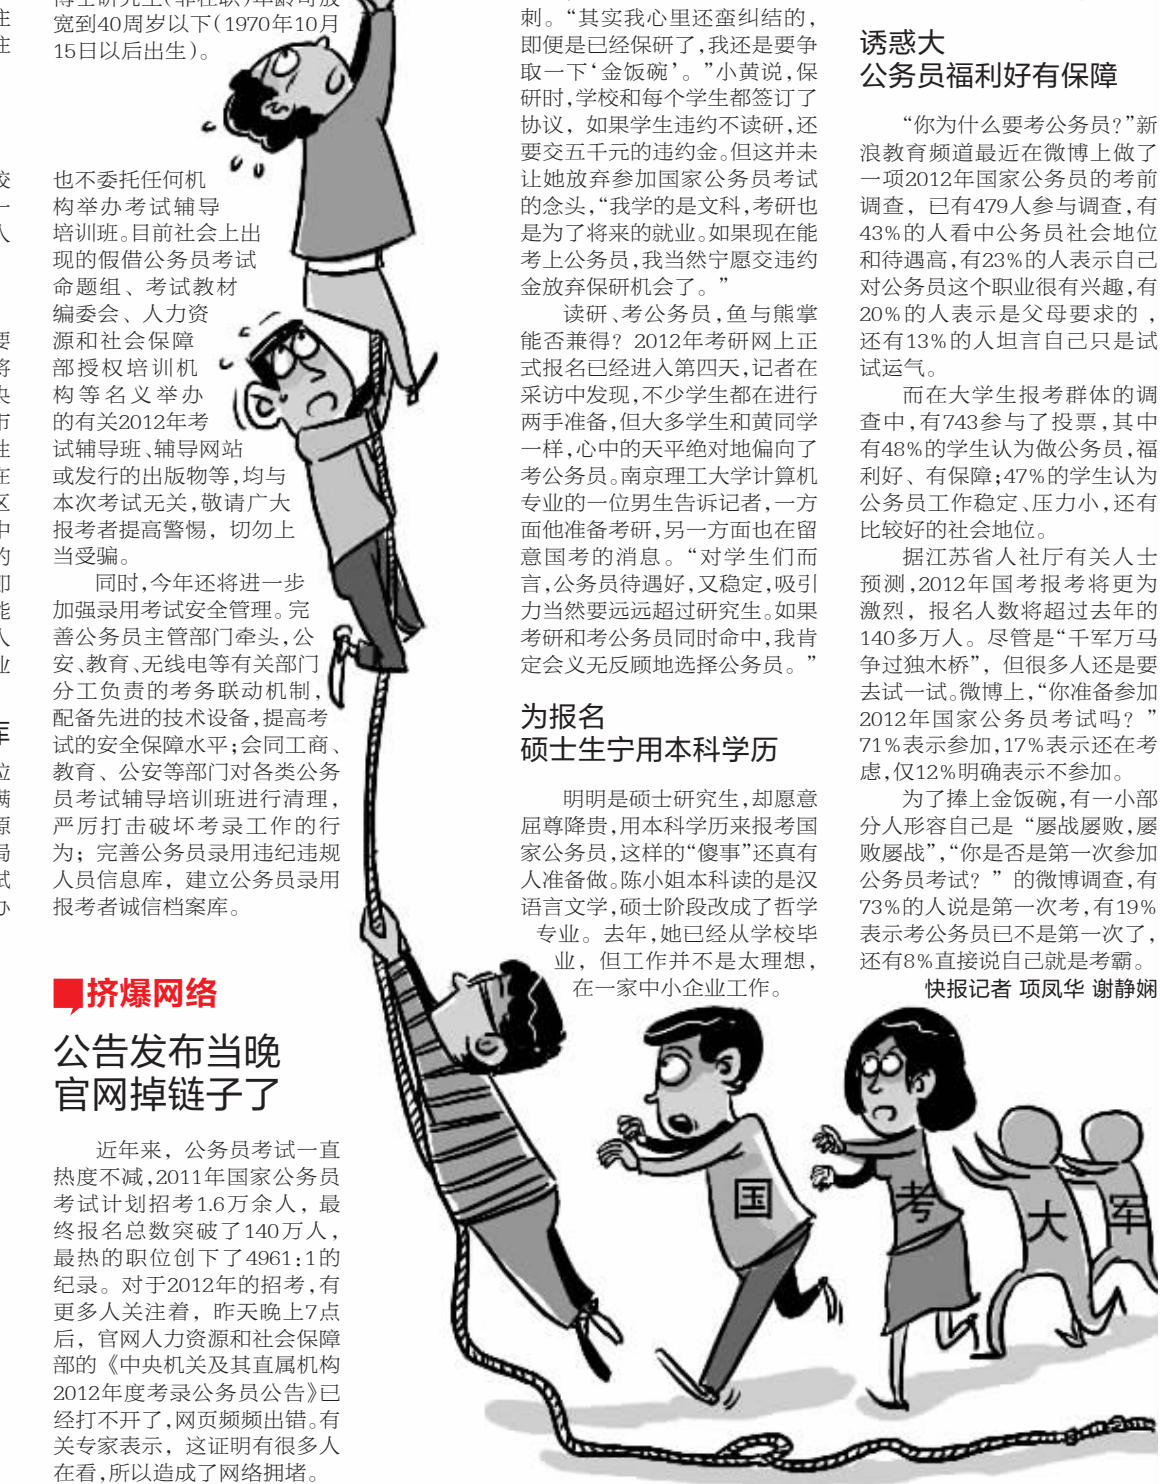 宽到40周岁以下(1970年10月
15日以后出生)。
也不委托任何机
构举办考试辅导
培训班。目前社会上出
现的假借公务员考试
命题组、考试教材
编委会、人力资
源和社会保障
部授权培训机
构等名义举办
的有关2012年考
试辅导班、辅导网站
或发行的出版物等,均与
本次考试无关,敬请广大
报考者提高警惕，切勿上
当受骗。
同时,今年还将进一步
加强录用考试安全管理。完
善公务员主管部门牵头,公
安、教育、无线电等有关部门
分工负责的考务联动机制,
配备先进的技术设备,提高考
试的安全保障水平;会同工商、
教育、公安等部门对各类公务
员考试辅导培训班进行清理,
严厉打击破坏考录工作的行
为；完善公务员录用违纪违规
人员信息库，建立公务员录用
报考者诚信档案库。
挤爆网络
公告发布当晚
官网掉链子了
近年来，公务员考试一直
热度不减,2011年国家公务员
考试计划招考1.6万余人，最
终报名总数突破了140万人，
最热的职位创下了4961:1的
纪录。对于2012年的招考,有
更多人关注着，昨天晚上7点
后，官网人力资源和社会保障
部的《中央机关及其直属机构
2012年度考录公务员公告》已
经打不开了,网页频频出错。有
关专家表示，这证明有很多人
在看,所以造成了网络拥堵。
刺。“其实我心里还蛮纠结的，
即便是已经保研了,我还是要争
取一下‘金饭碗’。”小黄说,保
研时,学校和每个学生都签订了
协议，如果学生违约不读研,还
要交五千元的违约金。但这并未
让她放弃参加国家公务员考试
的念头,“我学的是文科,考研也
是为了将来的就业。如果现在能
考上公务员,我当然宁愿交违约
金放弃保研机会了。”
读研、考公务员,鱼与熊掌
能否兼得？2012年考研网上正
式报名已经进入第四天,记者在
采访中发现,不少学生都在进行
两手准备,但大多学生和黄同学
一样,心中的天平绝对地偏向了
考公务员。南京理工大学计算机
专业的一位男生告诉记者,一方
面他准备考研,另一方面也在留
意国考的消息。“对学生们而
言,公务员待遇好,又稳定,吸引
力当然要远远超过研究生。如果
考研和考公务员同时命中,我肯
定会义无反顾地选择公务员。”
为报名
硕士生宁用本科学历
明明是硕士研究生,却愿意
屈尊降贵,用本科学历来报考国
家公务员,这样的“傻事”还真有
人准备做。陈小姐本科读的是汉
语言文学,硕士阶段改成了哲学
专业。去年,她已经从学校毕
业，但工作并不是太理想，
在一家中小企业工作。
诱惑大
公务员福利好有保障
“你为什么要考公务员?”新
浪教育频道最近在微博上做了
一项2012年国家公务员的考前
调查，已有479人参与调查,有
43%的人看中公务员社会地位
和待遇高,有23%的人表示自己
对公务员这个职业很有兴趣,有
20%的人表示是父母要求的，
还有13%的人坦言自己只是试
试运气。
而在大学生报考群体的调
查中,有743参与了投票,其中
有48%的学生认为做公务员,福
利好、有保障;47%的学生认为
公务员工作稳定、压力小,还有
比较好的社会地位。
据江苏省人社厅有关人士
预测,2012年国考报考将更为
激烈，报名人数将超过去年的
140多万人。尽管是“千军万马
争过独木桥”，但很多人还是要
去试一试。微博上,“你准备参加
2012年国家公务员考试吗？”
71%表示参加,17%表示还在考
虑,仅12%明确表示不参加。
为了捧上金饭碗,有一小部
分人形容自己是“屡战屡败,屡
败屡战”,“你是否是第一次参加
公务员考试？”的微博调查,有
73%的人说是第一次考,有19%
表示考公务员已不是第一次了,
还有8%直接说自己就是考霸。
快报记者 项凤华 谢静娴
国 考 大 军